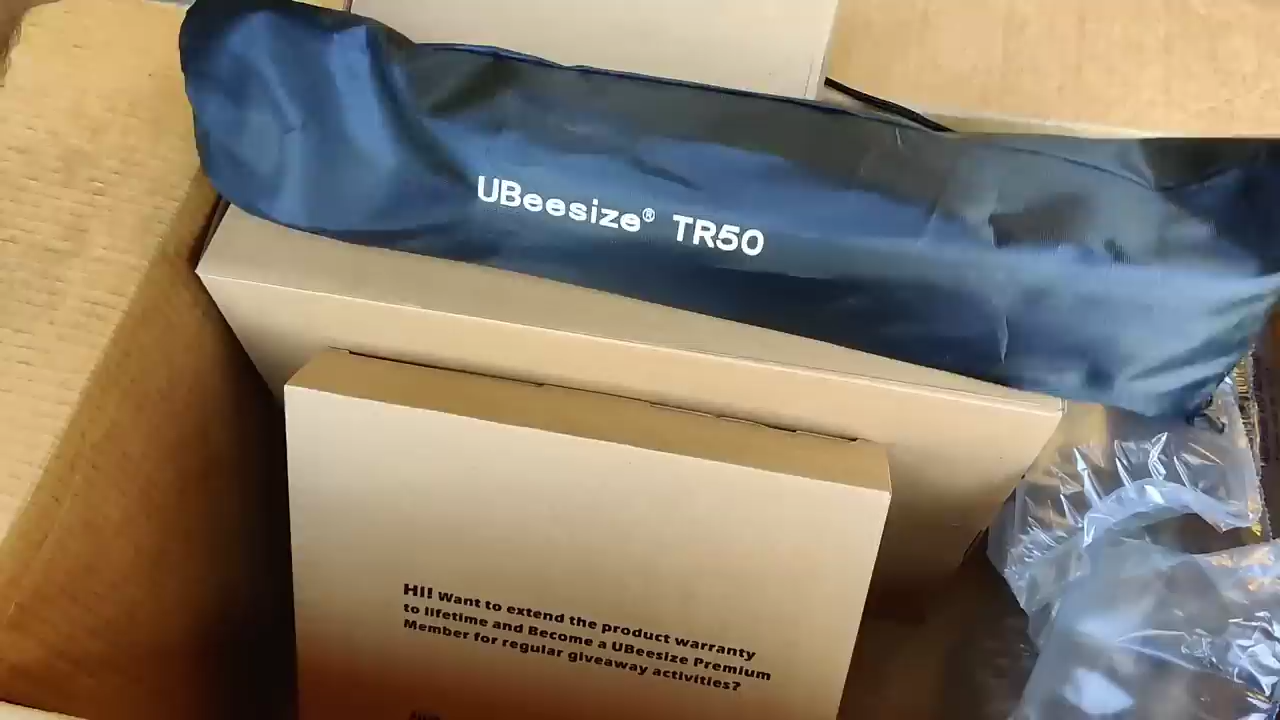 UBeesize® TR50
Hi! Want to extend the product warranty
to lifetime and Become a UBeesize Premium
Member for regular giveaway activities?